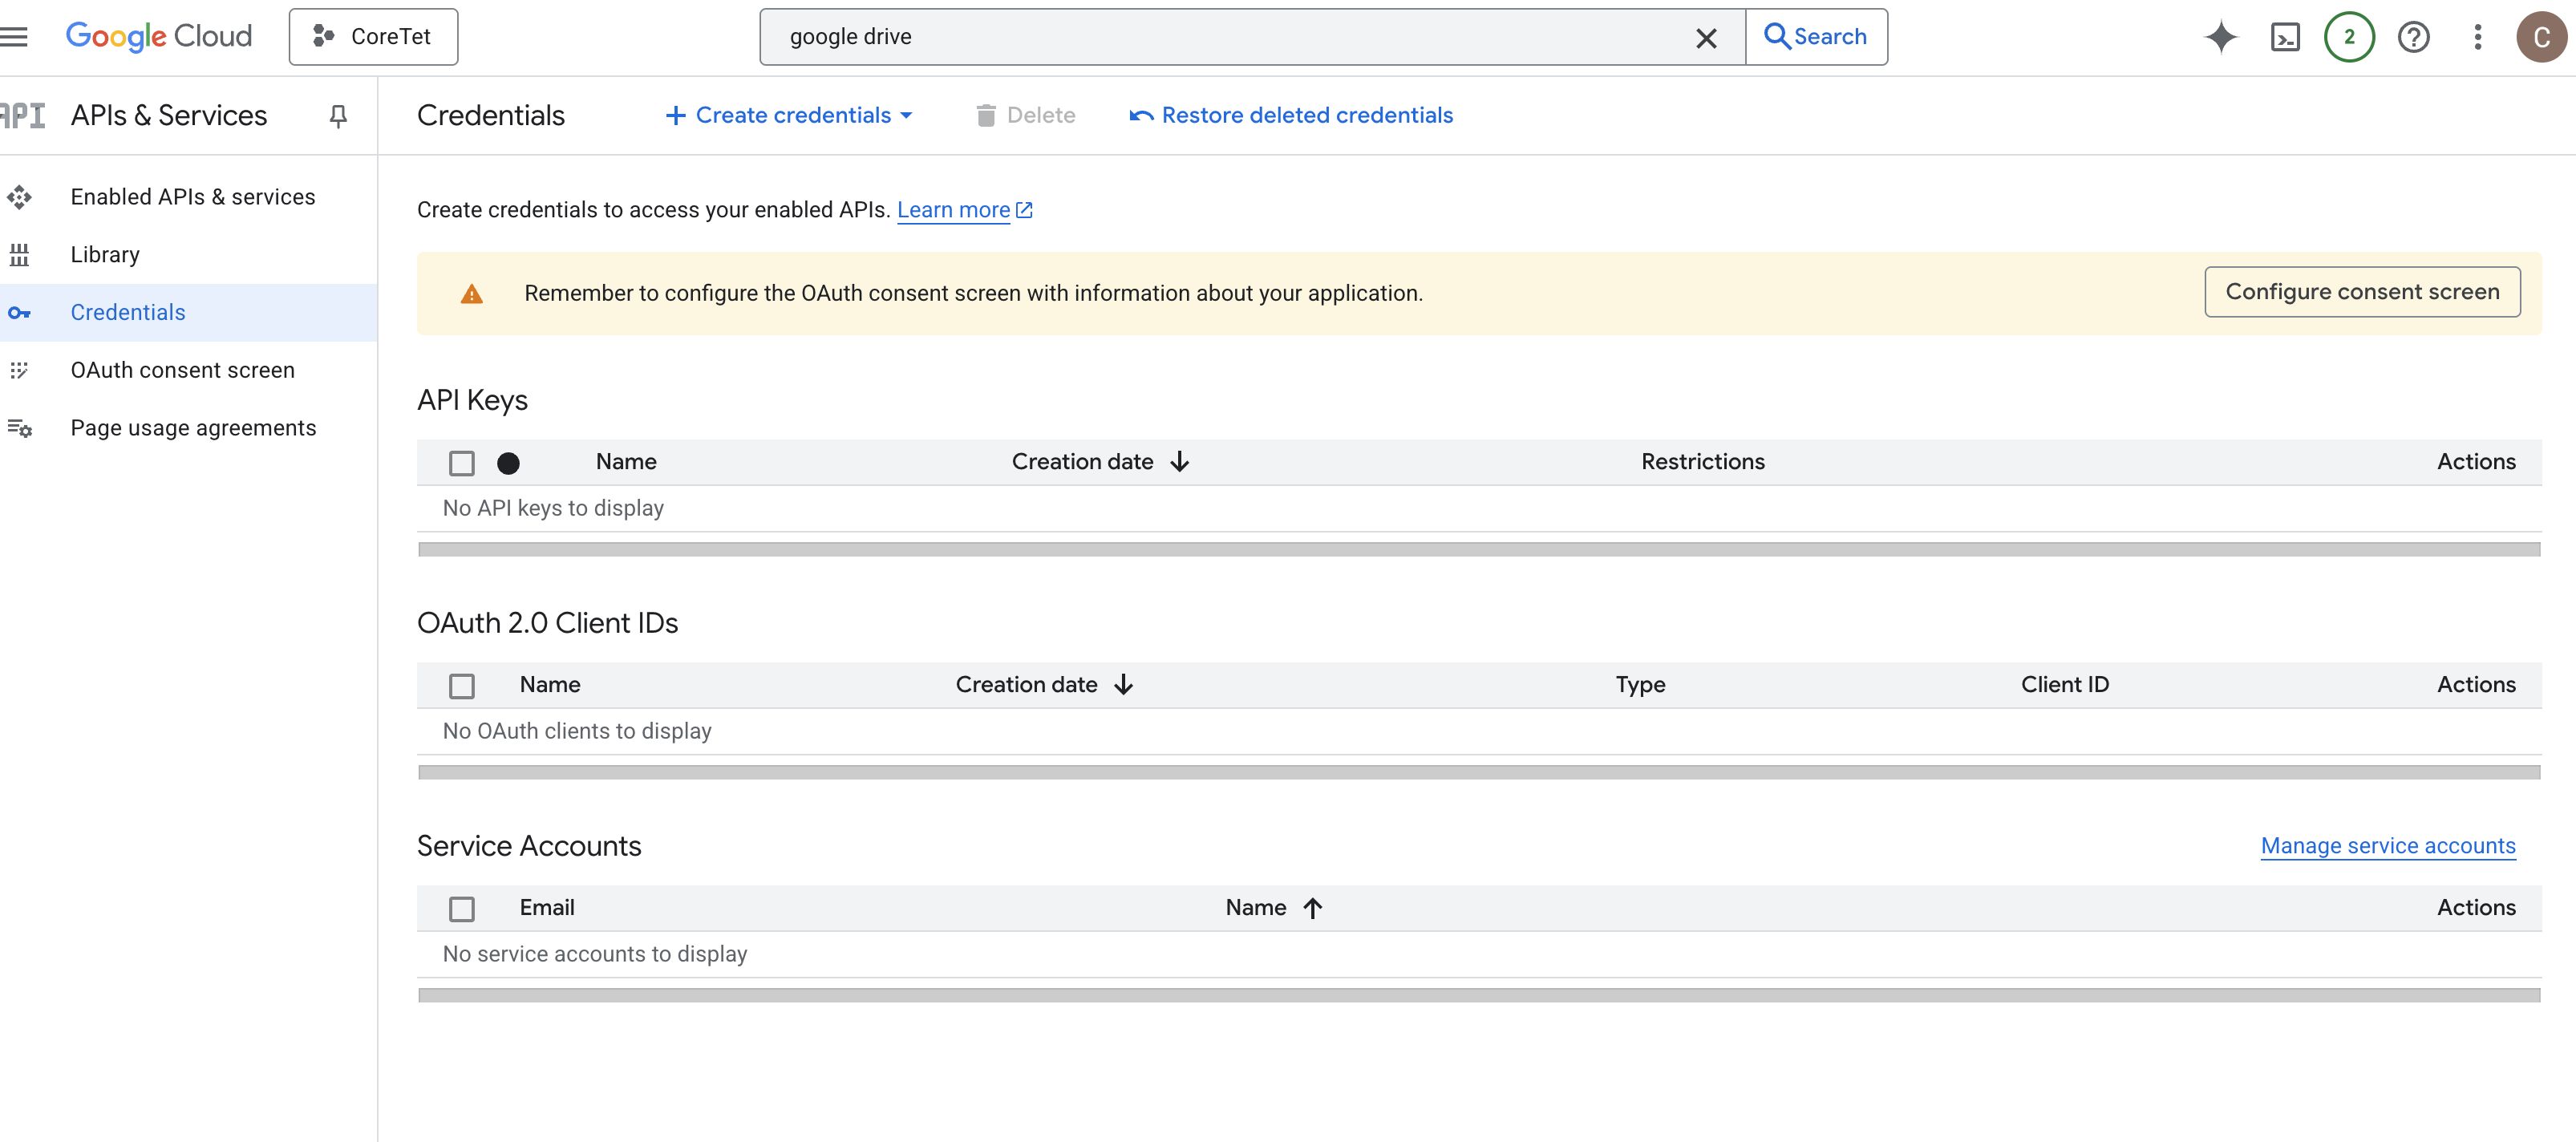 Google Cloud
CoreTet
google drive
Search
2
C
API
APIs & Services
Credentials
Create credentials
Delete
Restore deleted credentials
Enabled APIs & services
Library
Credentials
OAuth consent screen
Page usage agreements
Create credentials to access your enabled APIs. Learn more
Remember to configure the OAuth consent screen with information about your application.
Configure consent screen
API Keys
Name Creation date Restrictions Actions
No API keys to display
OAuth 2.0 Client IDs
Name Creation date Type Client ID Actions
No OAuth clients to display
Service Accounts
Manage service accounts
Email Name Actions
No service accounts to display